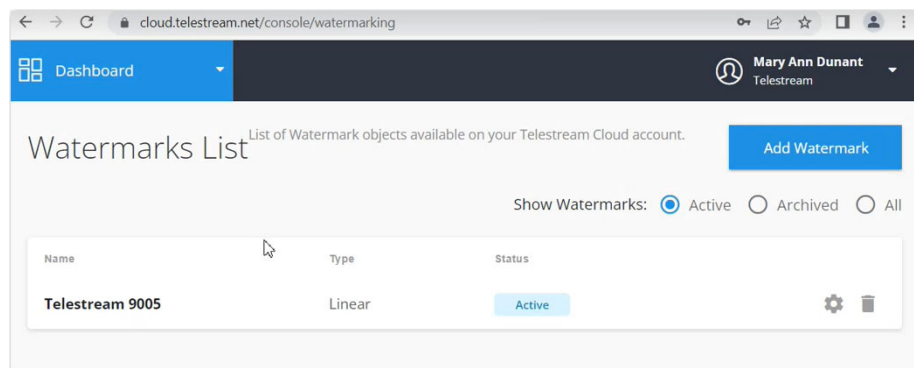 cloud.telestream.net/console/watermarking
Dashboard
Mary Ann Dunant
Telestream
Watermarks List
List of Watermark objects available on your Telestream Cloud account.
Add Watermark
Show Watermarks: Active Archived All
Name Type Status
Telestream 9005 Linear Active